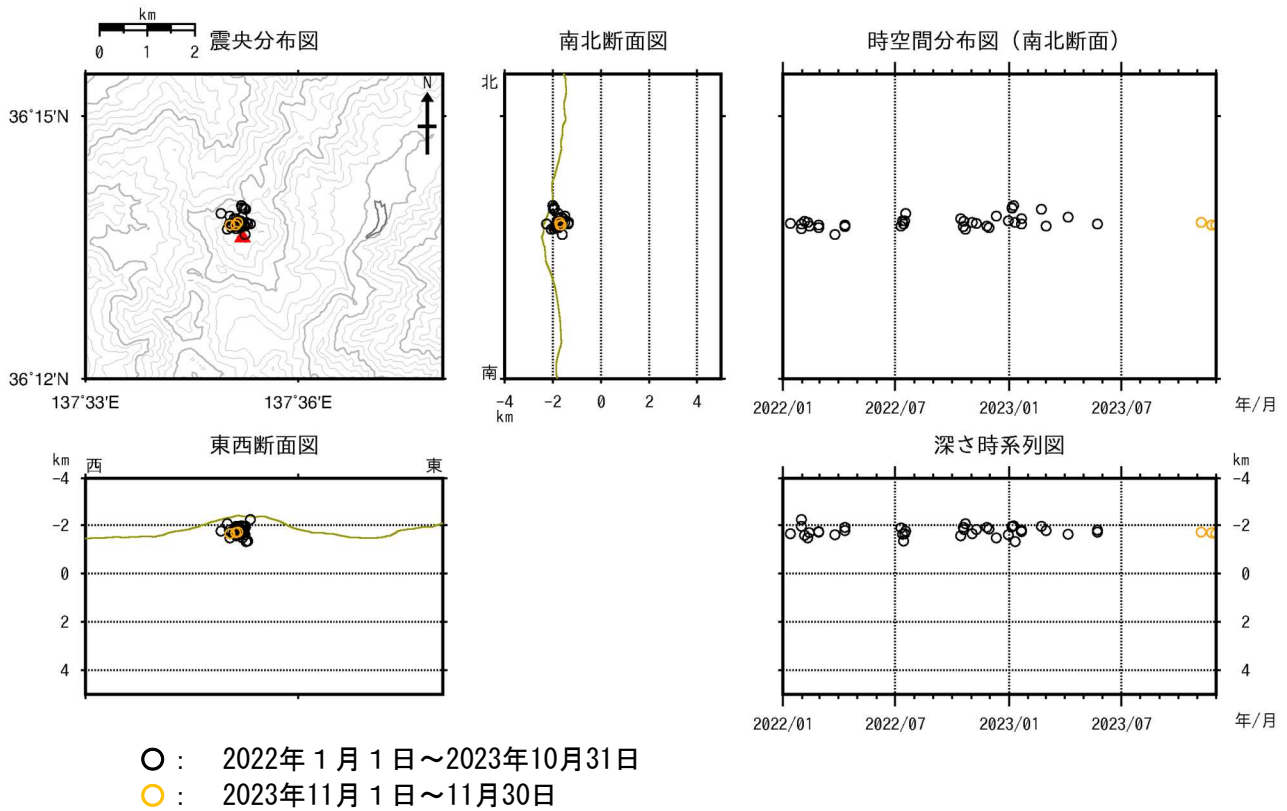 km
0 1 2
震央分布図
N
36°15'N
36°12'N
137°33'E 137°36'E
南北断面図
北
南
-4 -2 0 2 4
km
時空間分布図（南北断面）
2022/01 2022/07 2023/01 2023/07 年/月
東西断面図
km 西 東
-4
-2
0
2
4
深さ時系列図
km
-4
-2
0
2
4
2022/01 2022/07 2023/01 2023/07 年/月
○： 2022年１月１日～2023年10月31日
○： 2023年11月１日～11月30日